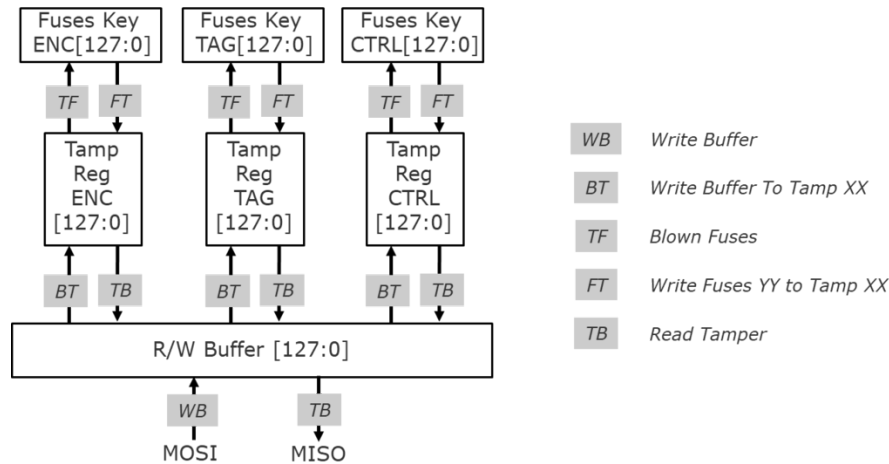 Fuses Key
ENC[127:0]
Fuses Key
TAG[127:0]
Fuses Key
CTRL[127:0]
TF
FT
TF
FT
TF
FT
Tamp
Reg
ENC
[127:0]
Tamp
Reg
TAG
[127:0]
Tamp
Reg
CTRL
[127:0]
BT
TB
BT
TB
BT
TB
R/W Buffer [127:0]
WB
TB
MOSI
MISO
WB Write Buffer
BT Write Buffer To Tamp XX
TF Blown Fuses
FT Write Fuses YY to Tamp XX
TB Read Tamper